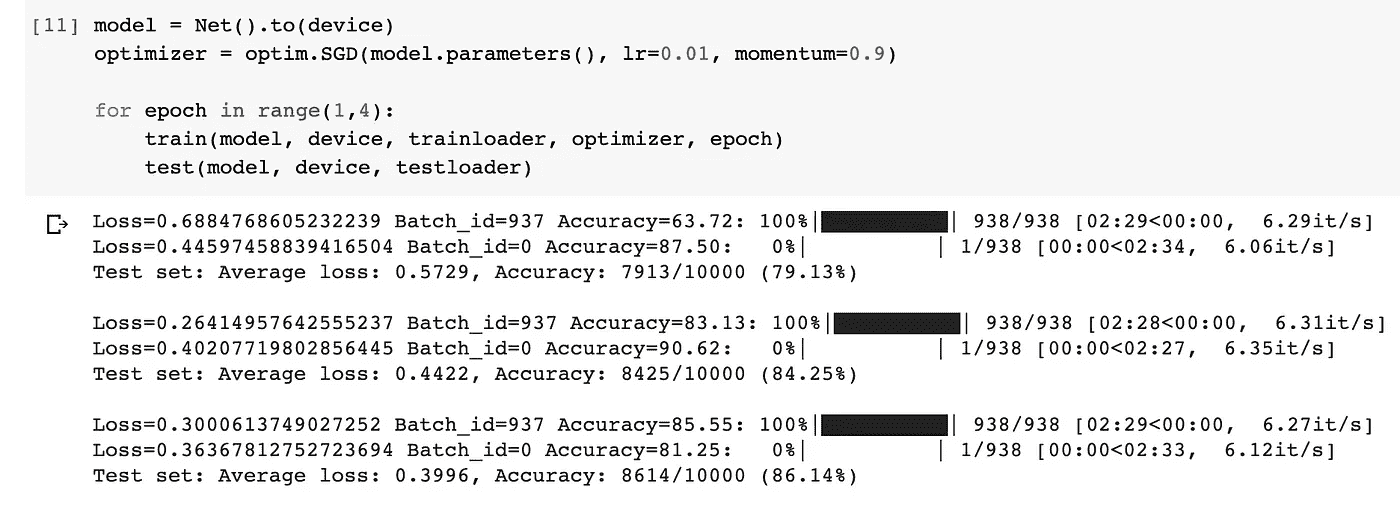 [11] model = Net().to(device)
optimizer = optim.SGD(model.parameters(), lr=0.01, momentum=0.9)
for epoch in range(1,4):
train(model, device, trainloader, optimizer, epoch)
test(model, device, testloader)
Loss=0.6884768605232239 Batch_id=937 Accuracy=63.72: 100%|██████████| 938/938 [02:29<00:00, 6.29it/s]
Loss=0.44597458839416504 Batch_id=0 Accuracy=87.50: 0%| | 1/938 [00:00<02:34, 6.06it/s]
Test set: Average loss: 0.5729, Accuracy: 7913/10000 (79.13%)
Loss=0.26414957642555237 Batch_id=937 Accuracy=83.13: 100%|██████████| 938/938 [02:28<00:00, 6.31it/s]
Loss=0.40207719802856445 Batch_id=0 Accuracy=90.62: 0%| | 1/938 [00:00<02:27, 6.35it/s]
Test set: Average loss: 0.4422, Accuracy: 8425/10000 (84.25%)
Loss=0.3000613749027252 Batch_id=937 Accuracy=85.55: 100%|██████████| 938/938 [02:29<00:00, 6.27it/s]
Loss=0.36367812752723694 Batch_id=0 Accuracy=81.25: 0%| | 1/938 [00:00<02:33, 6.12it/s]
Test set: Average loss: 0.3996, Accuracy: 8614/10000 (86.14%)